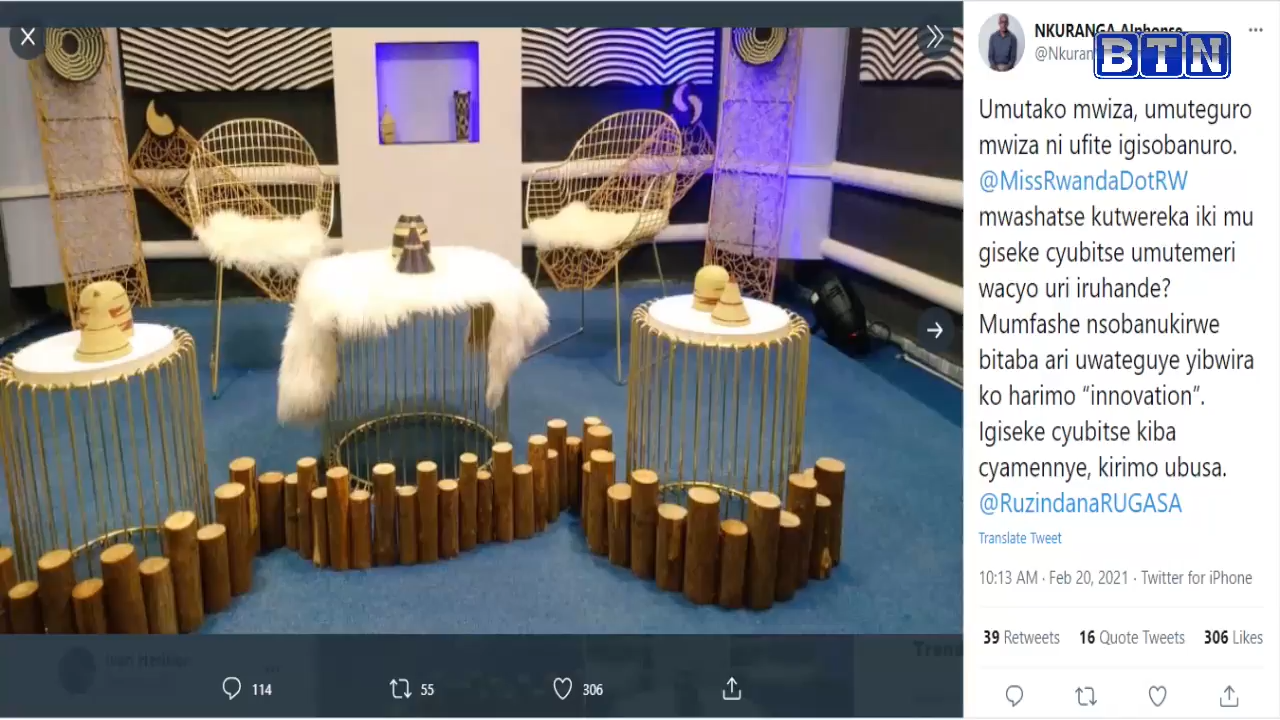 NKURANGA Alphonse
BTN
@Nkuran
Umutako mwiza, umuteguro
mwiza ni ufite igisobanuro.
@MissRwandaDotRW
mwashatse kutwereka iki mu
giseke cyubitse umutemeri
wacyo uri iruhande?
Mumfashe nsobanukirwe
bitaba ari uwateguye yibwira
ko harimo “innovation”.
Igiseke cyubitse kiba
cyamennye, kirimo ubusa.
@RuzindanaRUGASA
Translate Tweet
10:13 AM · Feb 20, 2021 · Twitter for iPhone
39 Retweets 16 Quote Tweets 306 Likes
114 55 306